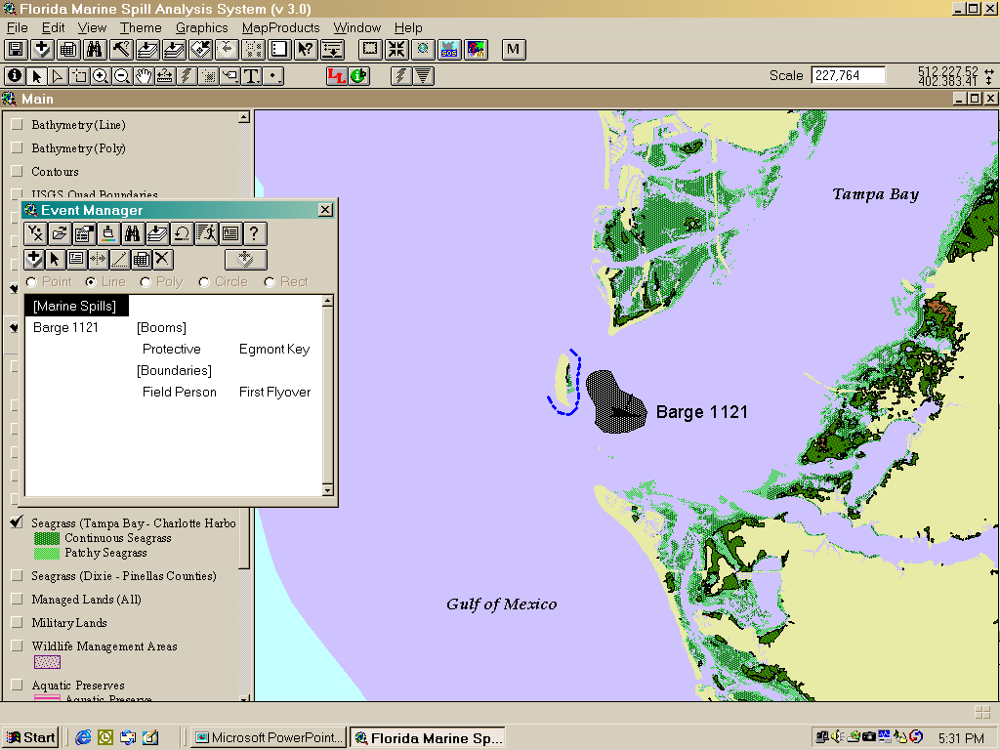 Florida Marine Spill Analysis System (v 3.0)
File Edit View Theme Graphics MapProducts Window Help
SOS
M
T
LL
Scale 227,764
512,227.52
402,383.41
Main
Bathymetry (Line)
Bathymetry (Poly)
Contours
USGS Quad Boundaries
Event Manager
Point Line Poly Circle Rect
[Marine Spills]
Barge 1121 [Booms]
Protective Egmont Key
[Boundaries]
Field Person First Flyover
Seagrass (Tampa Bay - Charlotte Harbo
Continuous Seagrass
Patchy Seagrass
Seagrass (Dixie - Pinellas Counties)
Managed Lands (All)
Military Lands
Wildlife Management Areas
Aquatic Preserves
Aquatic Preserve
Tampa Bay
Barge 1121
Gulf of Mexico
Start
Microsoft PowerPoint...
Florida Marine Sp...
5:31 PM